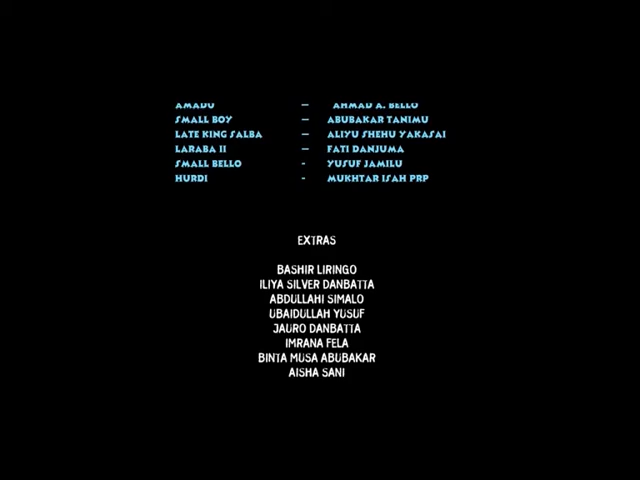 AMADU — AHMAD A. BELLO
SMALL BOY — ABUBAKAR TANIMU
LATE KING SALBA — ALIYU SHEHU YAKASAI
LARABA II — FATI DANJUMA
SMALL BELLO - YUSUF JAMILU
HURDI - MUKHTAR ISAH PRP
EXTRAS
BASHIR LIRINGO
ILIYA SILVER DANBATTA
ABDULLAHI SIMALO
UBAIDULLAH YUSUF
JAURO DANBATTA
IMRANA FELA
BINTA MUSA ABUBAKAR
AISHA SANI